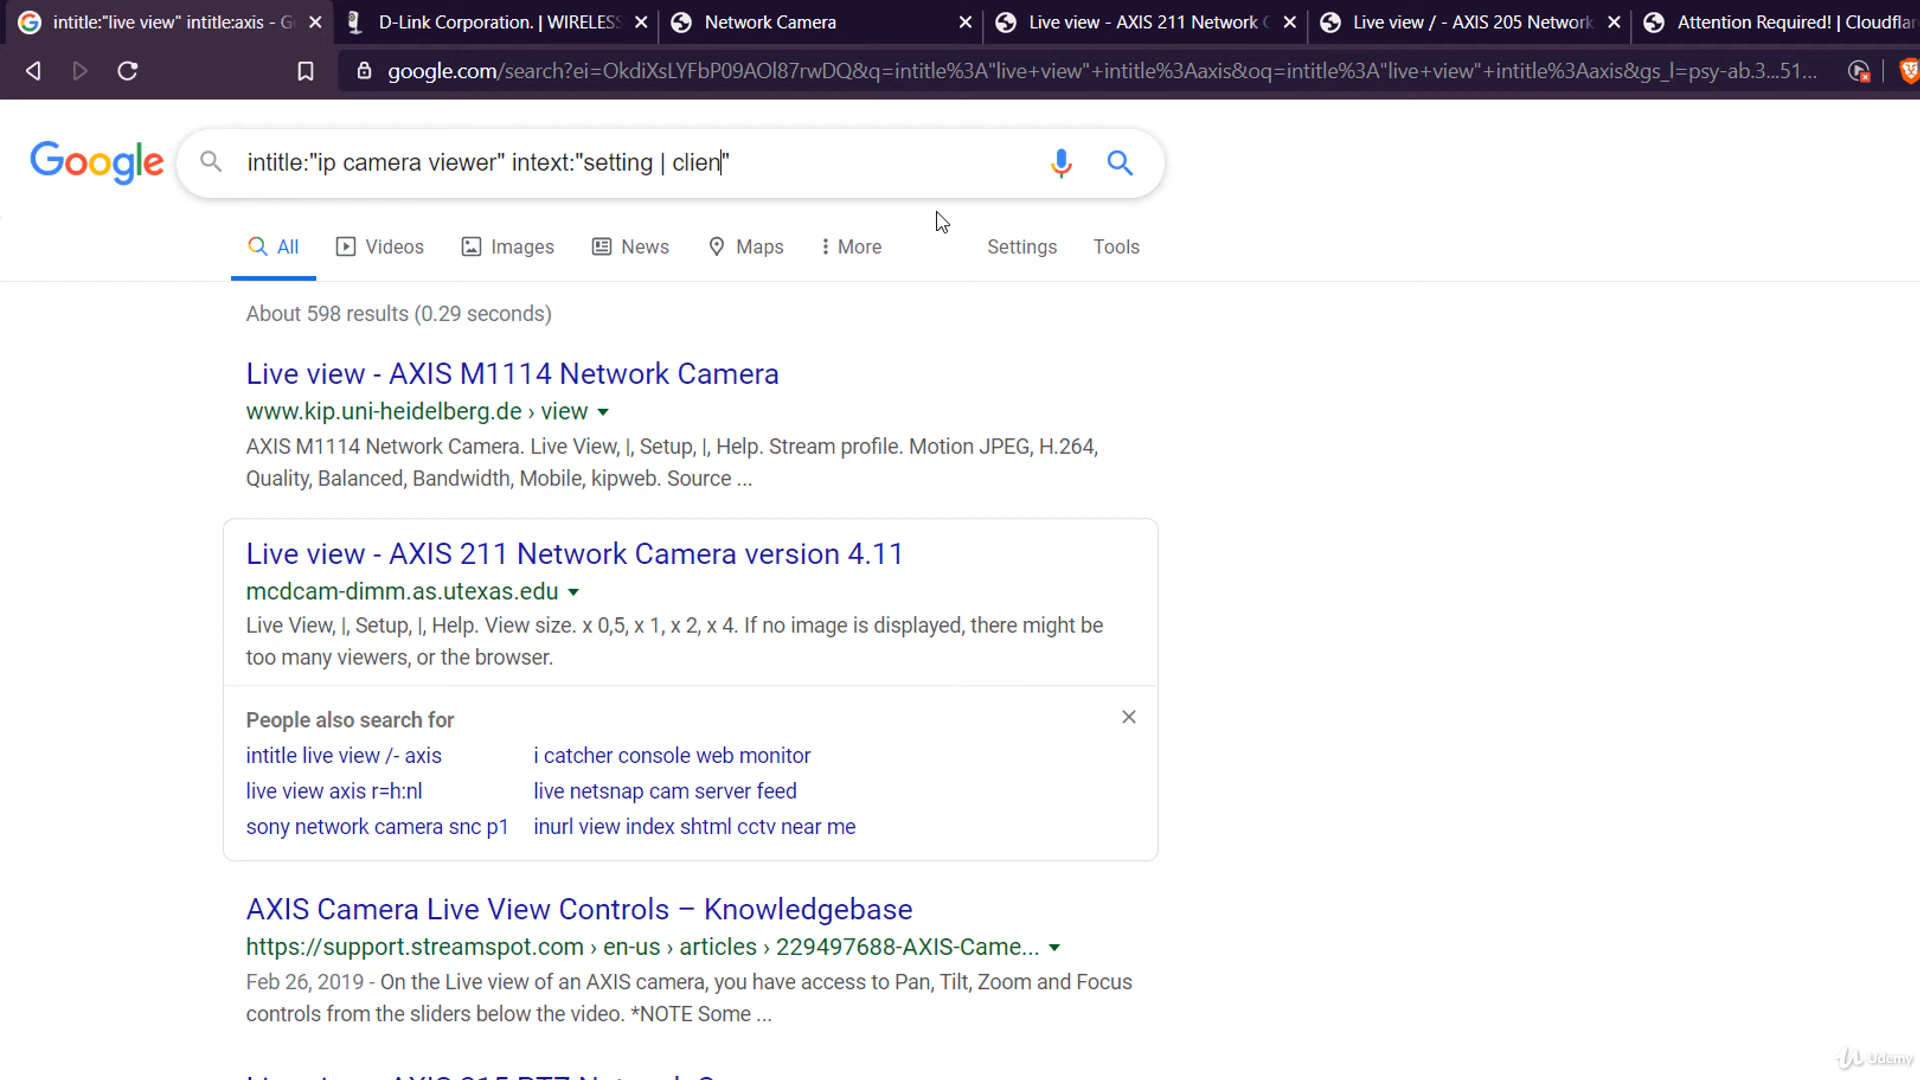 intitle:"live view" intitle:axis - Go
D-Link Corporation. | WIRELESS
Network Camera
Live view - AXIS 211 Network C
Live view / - AXIS 205 Network
Attention Required! | Cloudflar
google.com/search?ei=OkdiXsLYFbP09AOl87rwDQ&q=intitle%3A"live+view"+intitle%3Aaxis&oq=intitle%3A"live+view"+intitle%3Aaxis&gs_l=psy-ab.3...51...
Google
intitle:"ip camera viewer" intext:"setting | clien"
All
Videos
Images
News
Maps
More
Settings
Tools
About 598 results (0.29 seconds)
Live view - AXIS M1114 Network Camera
www.kip.uni-heidelberg.de › view
AXIS M1114 Network Camera. Live View, |, Setup, |, Help. Stream profile. Motion JPEG, H.264,
Quality, Balanced, Bandwidth, Mobile, kipweb. Source ...
Live view - AXIS 211 Network Camera version 4.11
mcdcam-dimm.as.utexas.edu
Live View, |, Setup, |, Help. View size. x 0,5, x 1, x 2, x 4. If no image is displayed, there might be
too many viewers, or the browser.
People also search for
intitle live view /- axis
i catcher console web monitor
live view axis r=h:nl
live netsnap cam server feed
sony network camera snc p1
inurl view index shtml cctv near me
AXIS Camera Live View Controls – Knowledgebase
https://support.streamspot.com › en-us › articles › 229497688-AXIS-Came...
Feb 26, 2019 - On the Live view of an AXIS camera, you have access to Pan, Tilt, Zoom and Focus
controls from the sliders below the video. *NOTE Some ...
Udemy